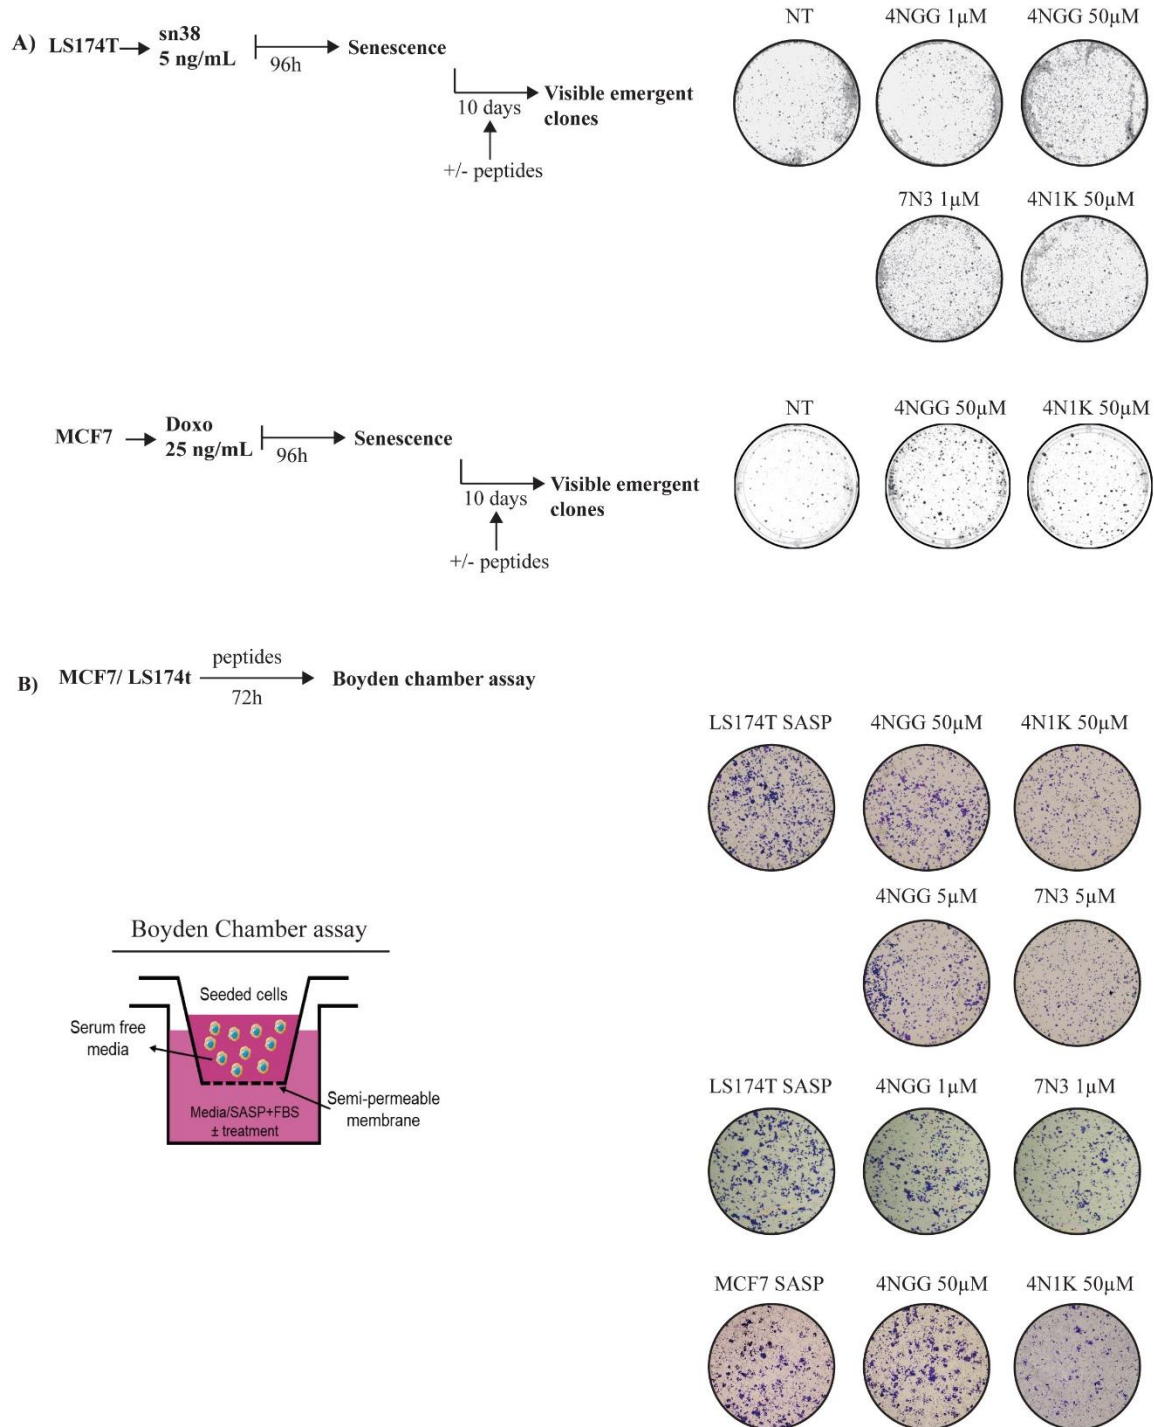 A) LS174T sn38
5 ng/mL
96h
Senescence
10 days
+/- peptides
Visible emergent
clones
NT 4NGG 1µM 4NGG 50µM
7N3 1µM 4N1K 50µM
MCF7 Doxo
25 ng/mL
96h
Senescence
10 days
+/- peptides
Visible emergent
clones
NT 4NGG 50µM 4N1K 50µM
B) MCF7/ LS174t
peptides
72h
Boyden chamber assay
LS174T SASP 4NGG 50µM 4N1K 50µM
4NGG 5µM 7N3 5µM
Boyden Chamber assay
Seeded cells
Serum free
media
Semi-permeable
membrane
Media/SASP+FBS
± treatment
LS174T SASP 4NGG 1µM 7N3 1µM
MCF7 SASP 4NGG 50µM 4N1K 50µM